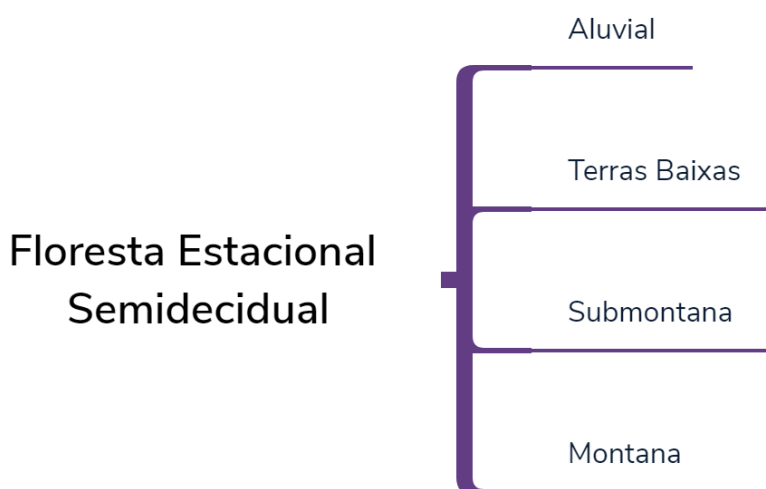 Floresta Estacional
Semidecidual
Aluvial
Terras Baixas
Submontana
Montana